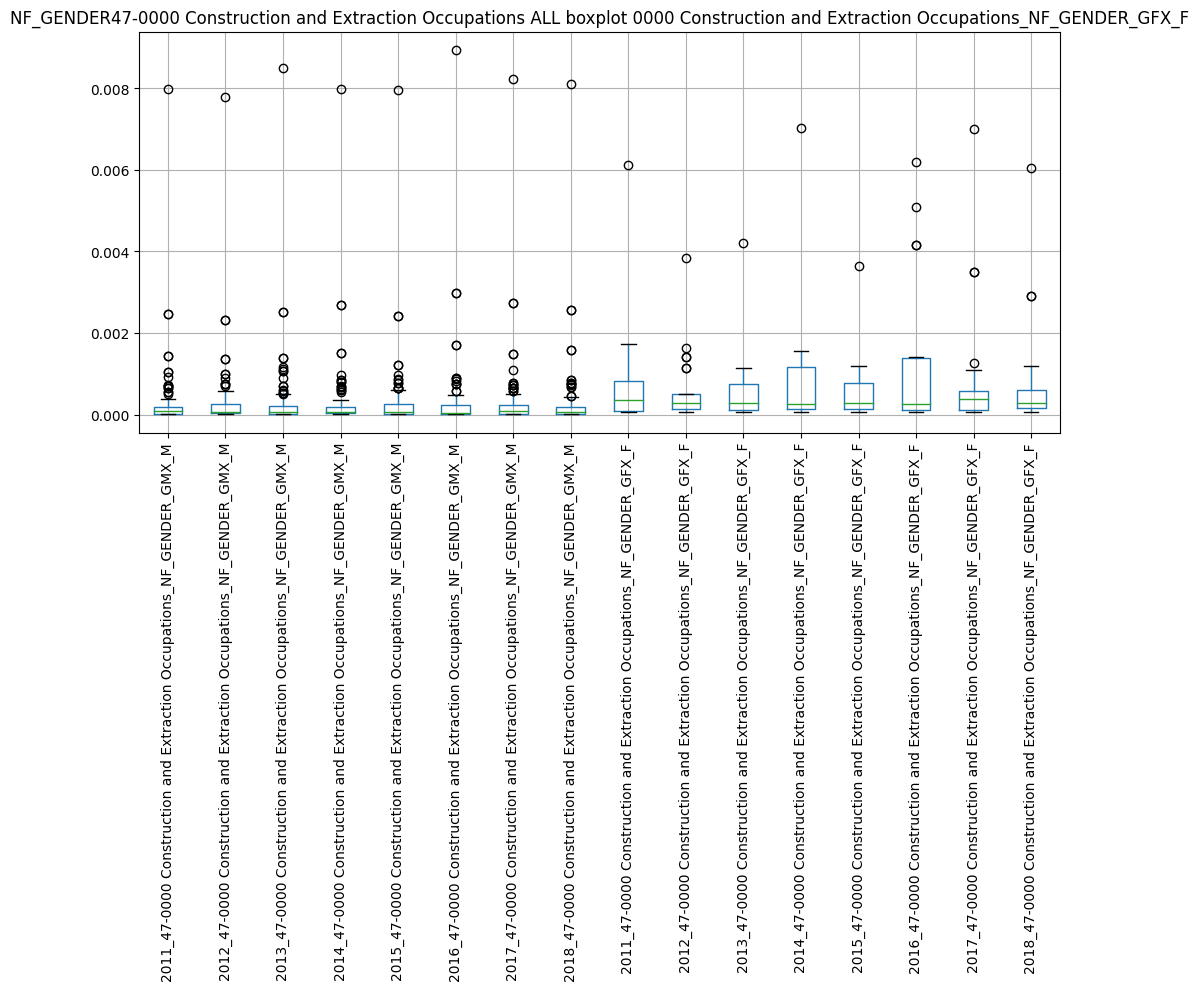 NF_GENDER47-0000 Construction and Extraction Occupations ALL boxplot 0000 Construction and Extraction Occupations_NF_GENDER_GFX_F
0.008
0.006
0.004
0.002
0.000
2011_47-0000 Construction and Extraction Occupations_NF_GENDER_GMX_M
2012_47-0000 Construction and Extraction Occupations_NF_GENDER_GMX_M
2013_47-0000 Construction and Extraction Occupations_NF_GENDER_GMX_M
2014_47-0000 Construction and Extraction Occupations_NF_GENDER_GMX_M
2015_47-0000 Construction and Extraction Occupations_NF_GENDER_GMX_M
2016_47-0000 Construction and Extraction Occupations_NF_GENDER_GMX_M
2017_47-0000 Construction and Extraction Occupations_NF_GENDER_GMX_M
2018_47-0000 Construction and Extraction Occupations_NF_GENDER_GMX_M
2011_47-0000 Construction and Extraction Occupations_NF_GENDER_GFX_F
2012_47-0000 Construction and Extraction Occupations_NF_GENDER_GFX_F
2013_47-0000 Construction and Extraction Occupations_NF_GENDER_GFX_F
2014_47-0000 Construction and Extraction Occupations_NF_GENDER_GFX_F
2015_47-0000 Construction and Extraction Occupations_NF_GENDER_GFX_F
2016_47-0000 Construction and Extraction Occupations_NF_GENDER_GFX_F
2017_47-0000 Construction and Extraction Occupations_NF_GENDER_GFX_F
2018_47-0000 Construction and Extraction Occupations_NF_GENDER_GFX_F